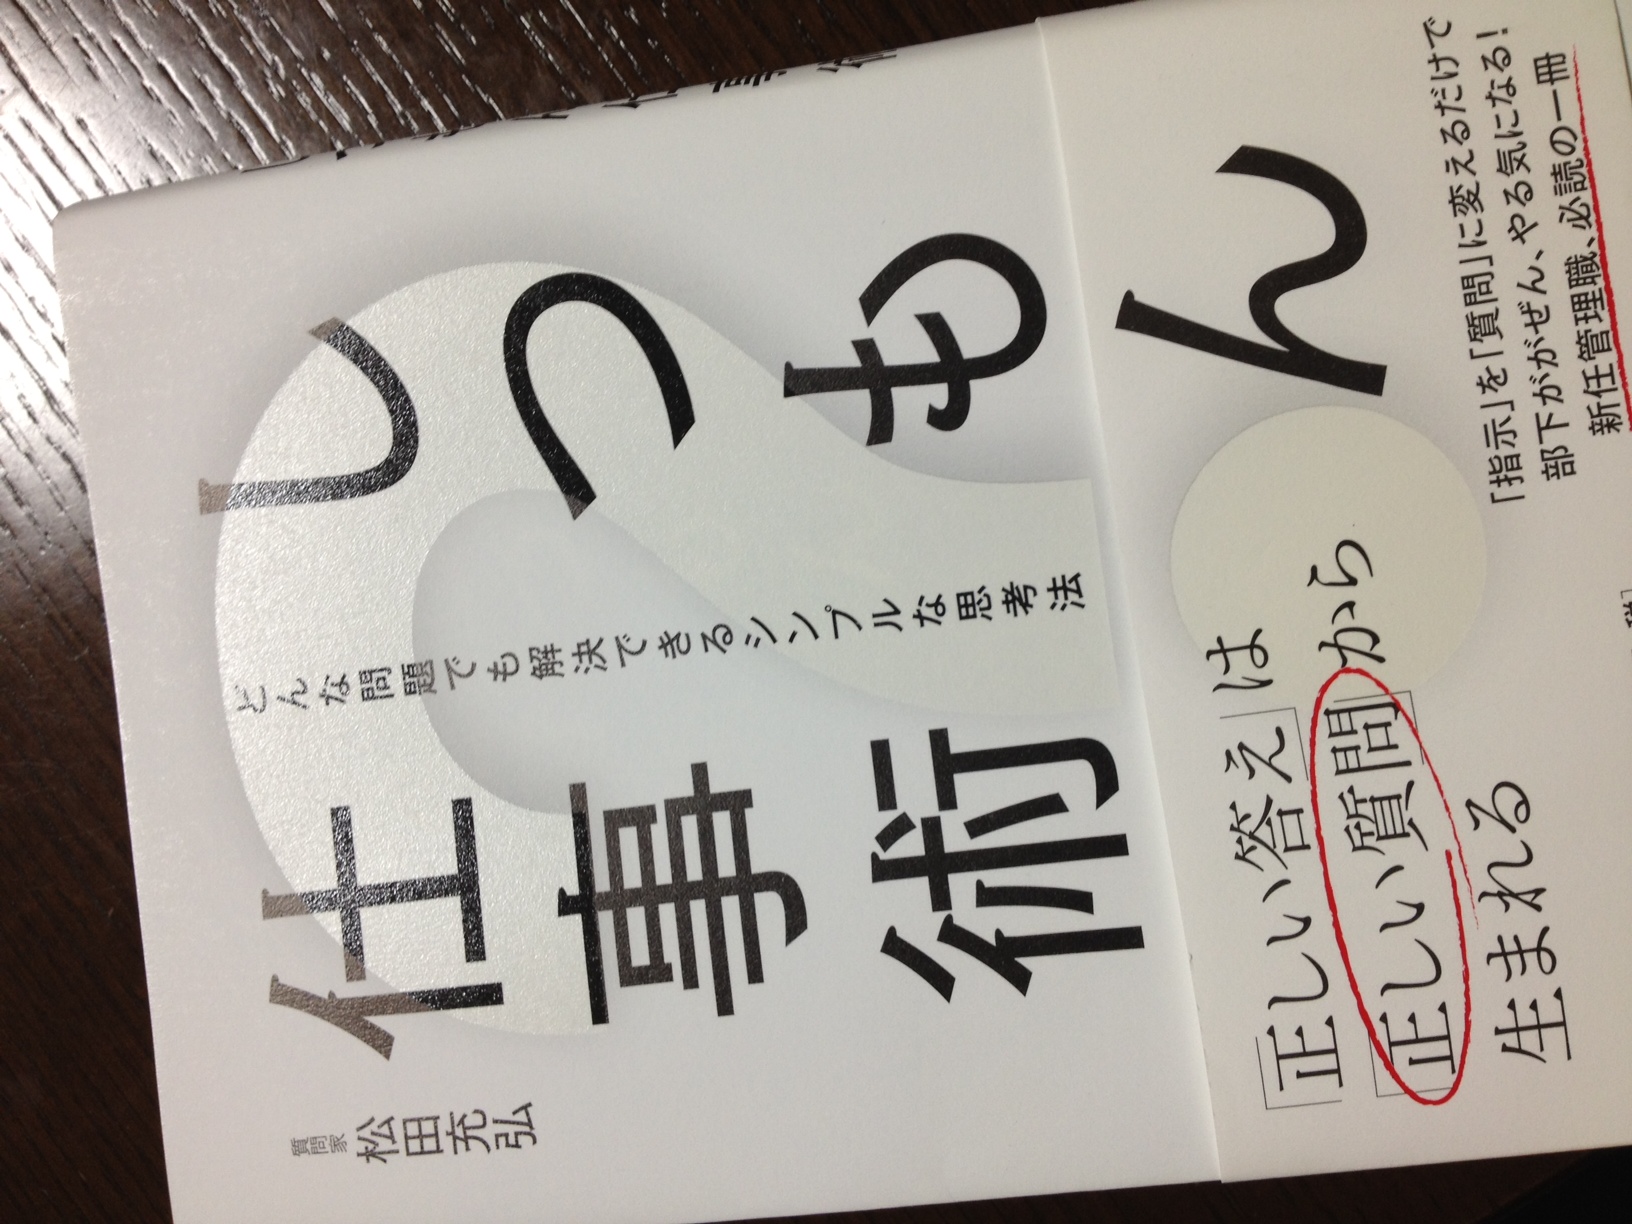 しつもん
仕事術
どんな問題でも解決できるシンプルな思考法
質問家
松田充弘
「正しい答え」は
「正しい質問」から
生まれる
「指示」を「質問」に変えるだけで
部下ががぜん、やる気になる！
新任管理職、必読の一冊